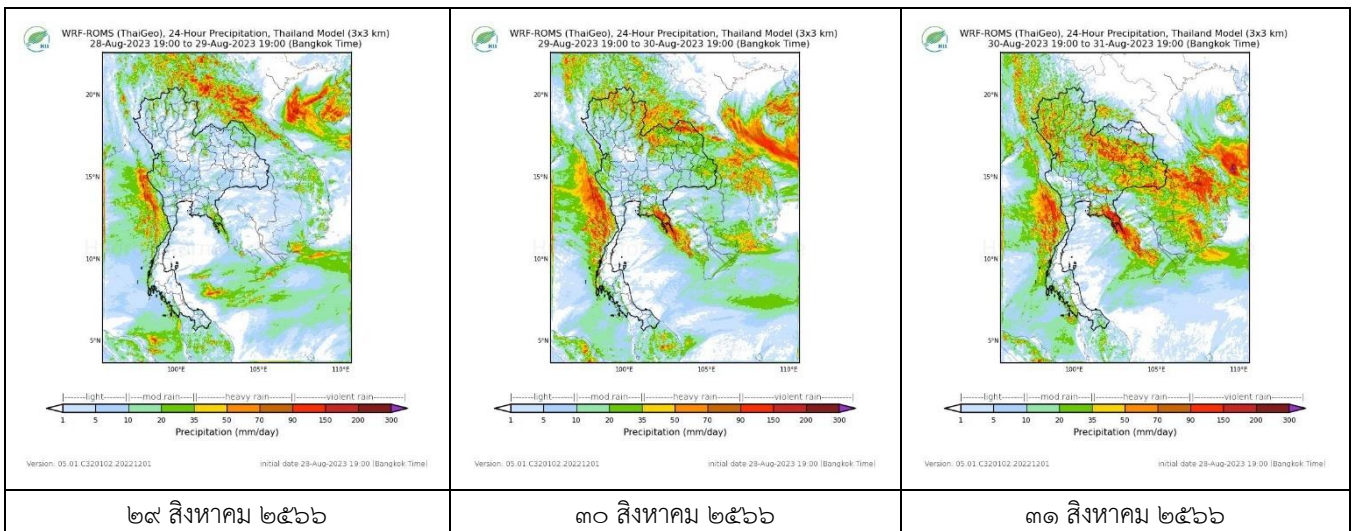 WRF-ROMS (ThaiGeo), 24-Hour Precipitation, Thailand Model (3x3 km)
28-Aug-2023 19:00 to 29-Aug-2023 19:00 (Bangkok Time)
20°N
15°N
10°N
5°N
100°E 105°E 110°E
|-------light-------||----mod.rain-----||-------heavy rain-------||-------violent rain-------|
1 5 10 20 35 50 70 90 150 200 300
Precipitation (mm/day)
Version: 05.01 C320102.20221201 initial date 28-Aug-2023 19:00 (Bangkok Time)
๒๙ สิงหาคม ๒๕๖๖
WRF-ROMS (ThaiGeo), 24-Hour Precipitation, Thailand Model (3x3 km)
29-Aug-2023 19:00 to 30-Aug-2023 19:00 (Bangkok Time)
20°N
15°N
10°N
5°N
100°E 105°E 110°E
|-------light-------||----mod.rain-----||-------heavy rain-------||-------violent rain-------|
1 5 10 20 35 50 70 90 150 200 300
Precipitation (mm/day)
Version: 05.01 C320102.20221201 initial date 28-Aug-2023 19:00 (Bangkok Time)
๓๐ สิงหาคม ๒๕๖๖
WRF-ROMS (ThaiGeo), 24-Hour Precipitation, Thailand Model (3x3 km)
30-Aug-2023 19:00 to 31-Aug-2023 19:00 (Bangkok Time)
20°N
15°N
10°N
5°N
100°E 105°E 110°E
|-------light-------||----mod.rain-----||-------heavy rain-------||-------violent rain-------|
1 5 10 20 35 50 70 90 150 200 300
Precipitation (mm/day)
Version: 05.01 C320102.20221201 initial date 28-Aug-2023 19:00 (Bangkok Time)
๓๑ สิงหาคม ๒๕๖๖